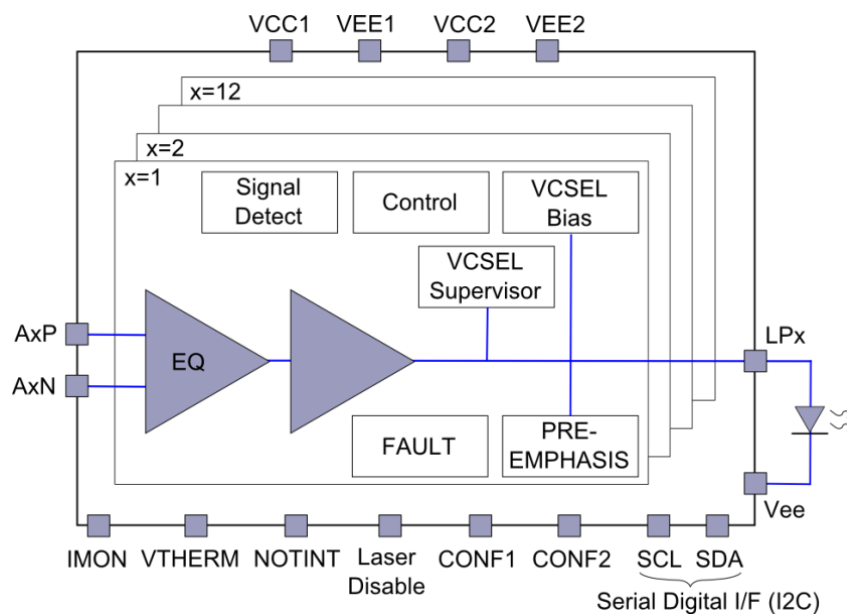 VCC1 VEE1 VCC2 VEE2
x=12
x=2
x=1
Signal
Detect
Control
VCSEL
Bias
VCSEL
Supervisor
AxP
AxN
EQ
LPx
FAULT
PRE-
EMPHASIS
Vee
IMON VTHERM NOTINT Laser
Disable
CONF1 CONF2 SCL SDA
Serial Digital I/F (I2C)